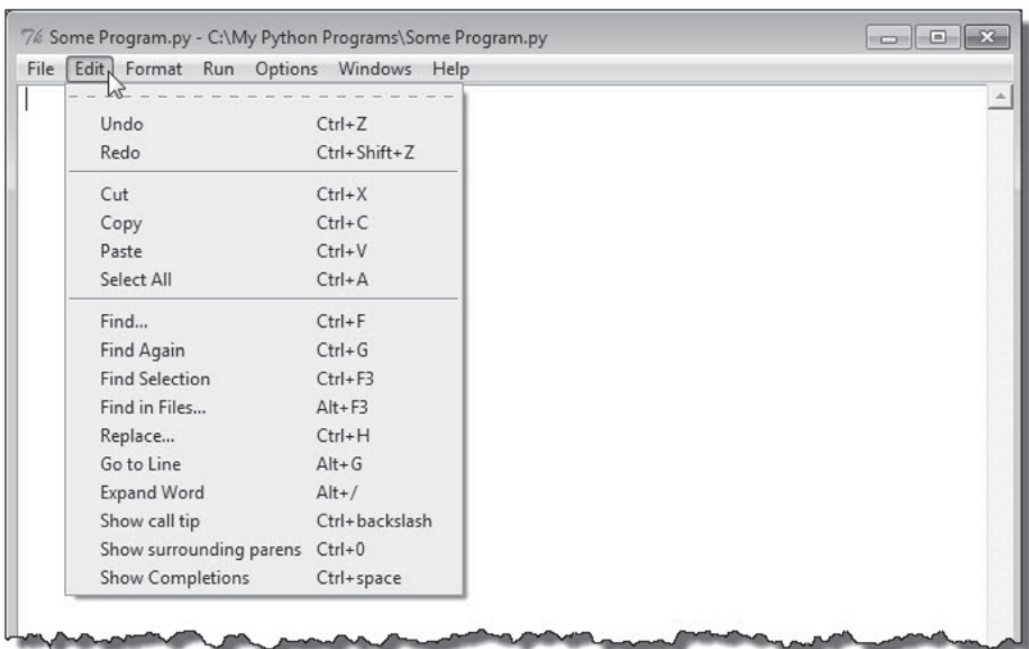 Some Program.py - C:\My Python Programs\Some Program.py
File Edit Format Run Options Windows Help
Undo Ctrl+Z
Redo Ctrl+Shift+Z
Cut Ctrl+X
Copy Ctrl+C
Paste Ctrl+V
Select All Ctrl+A
Find... Ctrl+F
Find Again Ctrl+G
Find Selection Ctrl+F3
Find in Files... Alt+F3
Replace... Ctrl+H
Go to Line Alt+G
Expand Word Alt+/
Show call tip Ctrl+backslash
Show surrounding parens Ctrl+0
Show Completions Ctrl+space